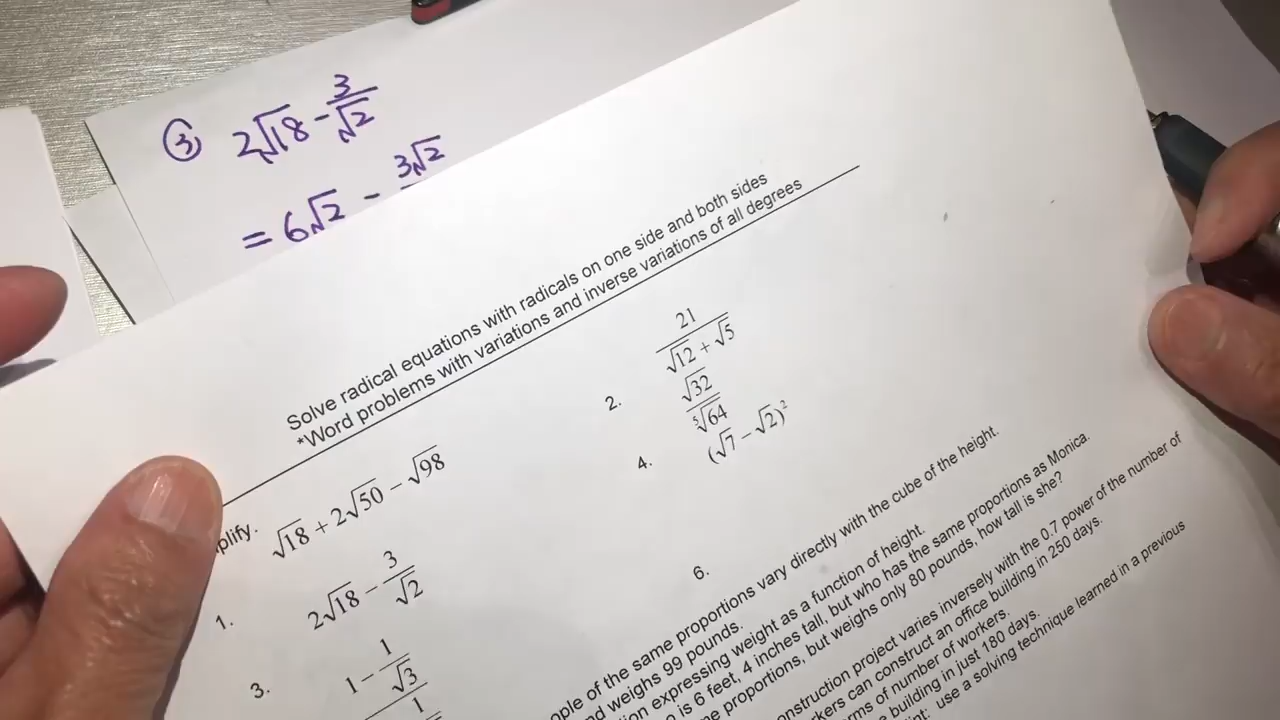 ③ 2√18 - 3/√2
= 6√2 - 3√2
Solve radical equations with radicals on one side and both sides
*Word problems with variations and inverse variations of all degrees
plify.
1. √18 + 2√50 − √98
2. 21/(√12 + √5)
3. 2√18 − 3/√2
4. √32/⁵√64
1 − 1/√3
1
6. (√7 − √2)²
ople of the same proportions vary directly with the cube of the height.
nd weighs 99 pounds.
ion expressing weight as a function of height.
o is 6 feet, 4 inches tall, but who has the same proportions as Monica.
me proportions, but weighs only 80 pounds, how tall is she?
onstruction project varies inversely with the 0.7 power of the number of
rkers can construct an office building in 250 days.
rms of number of workers.
e building in just 180 days.
int: use a solving technique learned in a previous